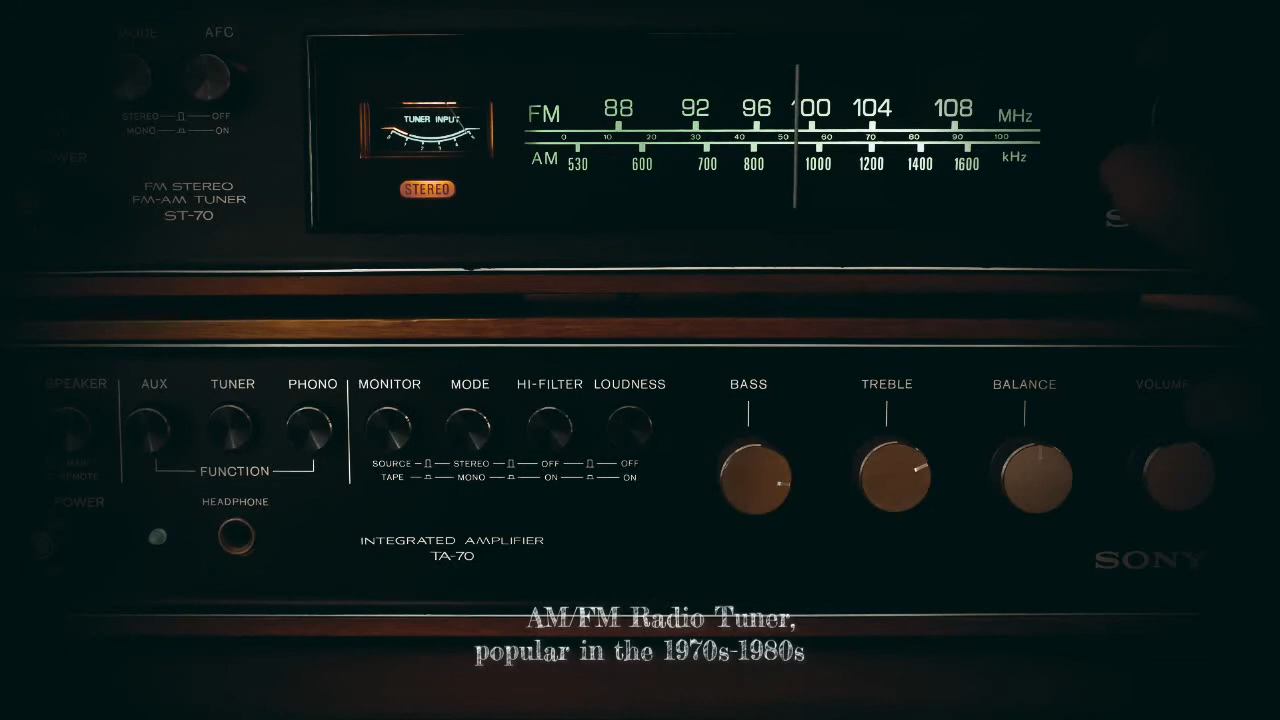 MODE AFC
STEREO OFF
MONO ON
POWER
FM STEREO
FM-AM TUNER
ST-70
TUNER INPUT
STEREO
FM 88 92 96 100 104 108 MHz
0 10 20 30 40 50 60 70 80 90 100
AM 530 600 700 800 1000 1200 1400 1600 kHz
SPEAKER AUX TUNER PHONO MONITOR MODE HI-FILTER LOUDNESS BASS TREBLE BALANCE VOLUME
MAIN SOURCE STEREO OFF OFF
REMOTE FUNCTION TAPE MONO ON ON
POWER HEADPHONE
INTEGRATED AMPLIFIER
TA-70
SONY
AM/FM Radio Tuner,
popular in the 1970s-1980s